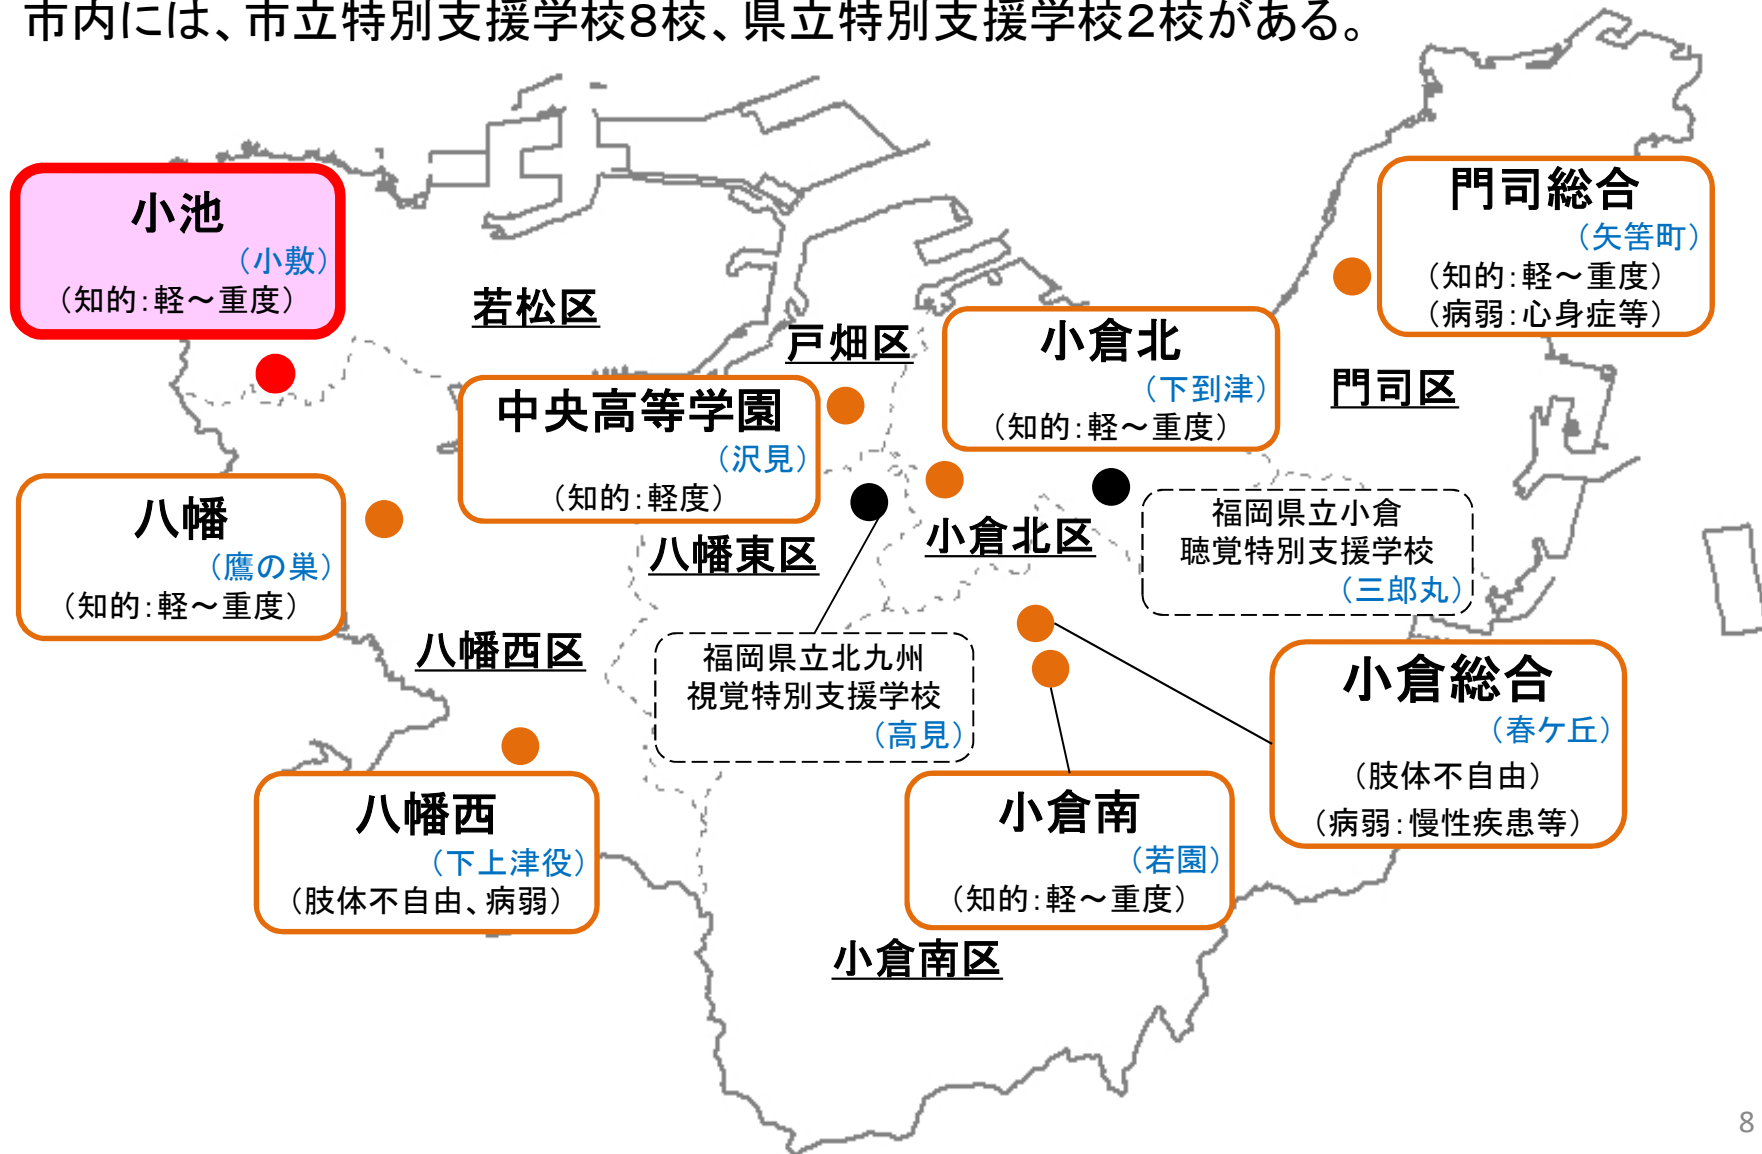 市内には、市立特別支援学校8校、県立特別支援学校2校がある。
小池
（小敷）
（知的：軽～重度）
門司総合
（矢筈町）
（知的：軽～重度）
（病弱：心身症等）
若松区
戸畑区
小倉北
（下到津）
（知的：軽～重度）
門司区
中央高等学園
（沢見）
（知的：軽度）
八幡
（鷹の巣）
（知的：軽～重度）
八幡東区
小倉北区
福岡県立小倉
聴覚特別支援学校
（三郎丸）
八幡西区
福岡県立北九州
視覚特別支援学校
（高見）
小倉総合
（春ケ丘）
（肢体不自由）
（病弱：慢性疾患等）
八幡西
（下上津役）
（肢体不自由、病弱）
小倉南
（若園）
（知的：軽～重度）
小倉南区
8